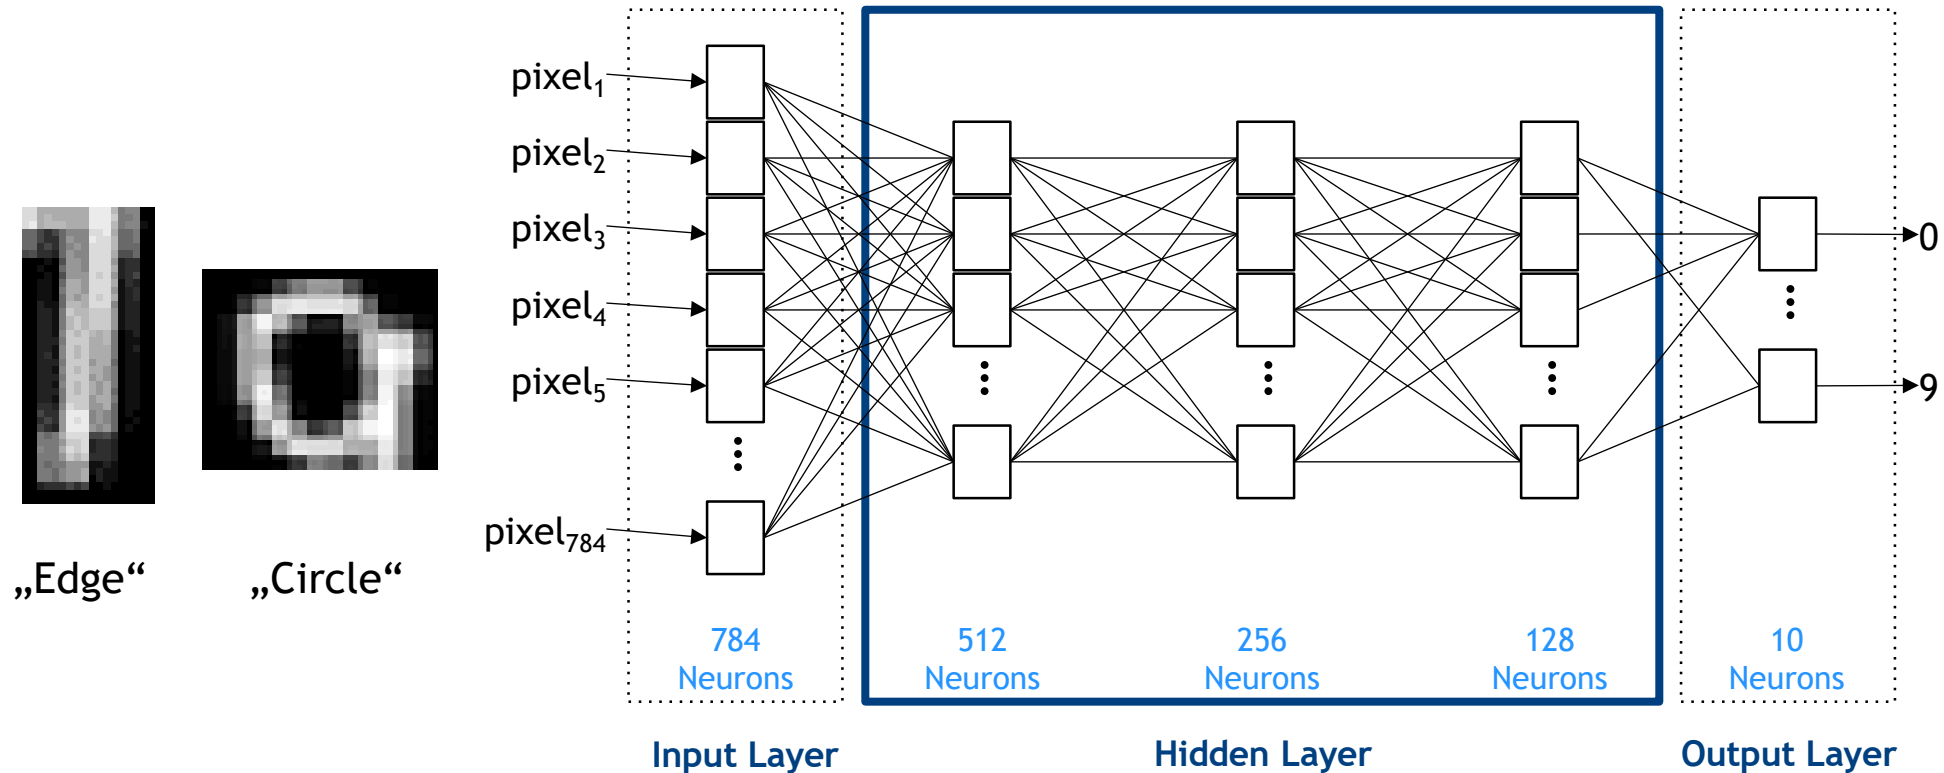 pixel₁
pixel₂
pixel₃
pixel₄
pixel₅
pixel₇₈₄
0
9
„Edge“
„Circle“
784
Neurons
512
Neurons
256
Neurons
128
Neurons
10
Neurons
Input Layer
Hidden Layer
Output Layer